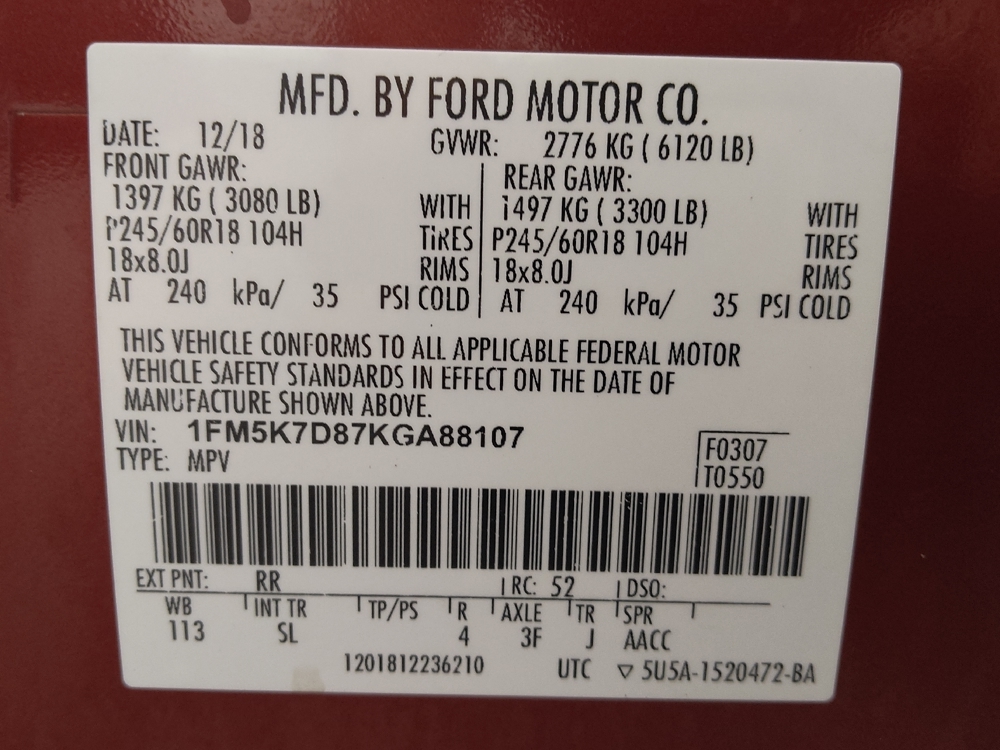 MFD. BY FORD MOTOR CO.
DATE: 12/18 GVWR: 2776 KG ( 6120 LB)
FRONT GAWR: REAR GAWR:
1397 KG ( 3080 LB) WITH 1497 KG ( 3300 LB) WITH
P245/60R18 104H TIRES P245/60R18 104H TIRES
18x8.0J RIMS 18x8.0J RIMS
AT 240 kPa/ 35 PSI COLD AT 240 kPa/ 35 PSI COLD
THIS VEHICLE CONFORMS TO ALL APPLICABLE FEDERAL MOTOR
VEHICLE SAFETY STANDARDS IN EFFECT ON THE DATE OF
MANUFACTURE SHOWN ABOVE.
VIN: 1FM5K7D87KGA88107
F0307
TYPE: MPV
T0550
EXT PNT: RR RC: 52 DSO:
WB INT TR TP/PS R AXLE TR SPR
113 SL 4 3F J AACC
1201812236210 UTC ▽ 5U5A-1520472-BA